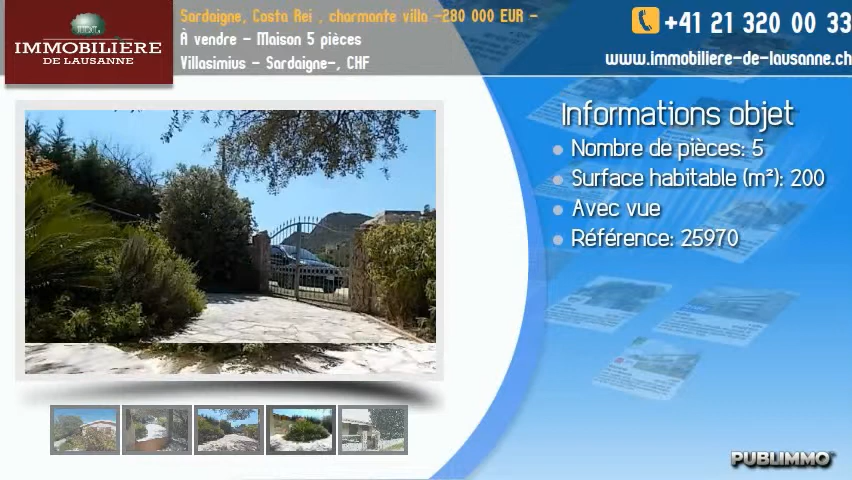 IMMOBILIÈRE
DE LAUSANNE
Sardaigne, Costa Rei , charmante villa -280 000 EUR -
À vendre - Maison 5 pièces
Villasimius - Sardaigne-, CHF
+41 21 320 00 33
www.immobiliere-de-lausanne.ch
Informations objet
Nombre de pièces: 5
Surface habitable (m²): 200
Avec vue
Référence: 25970
PUBLIMMO